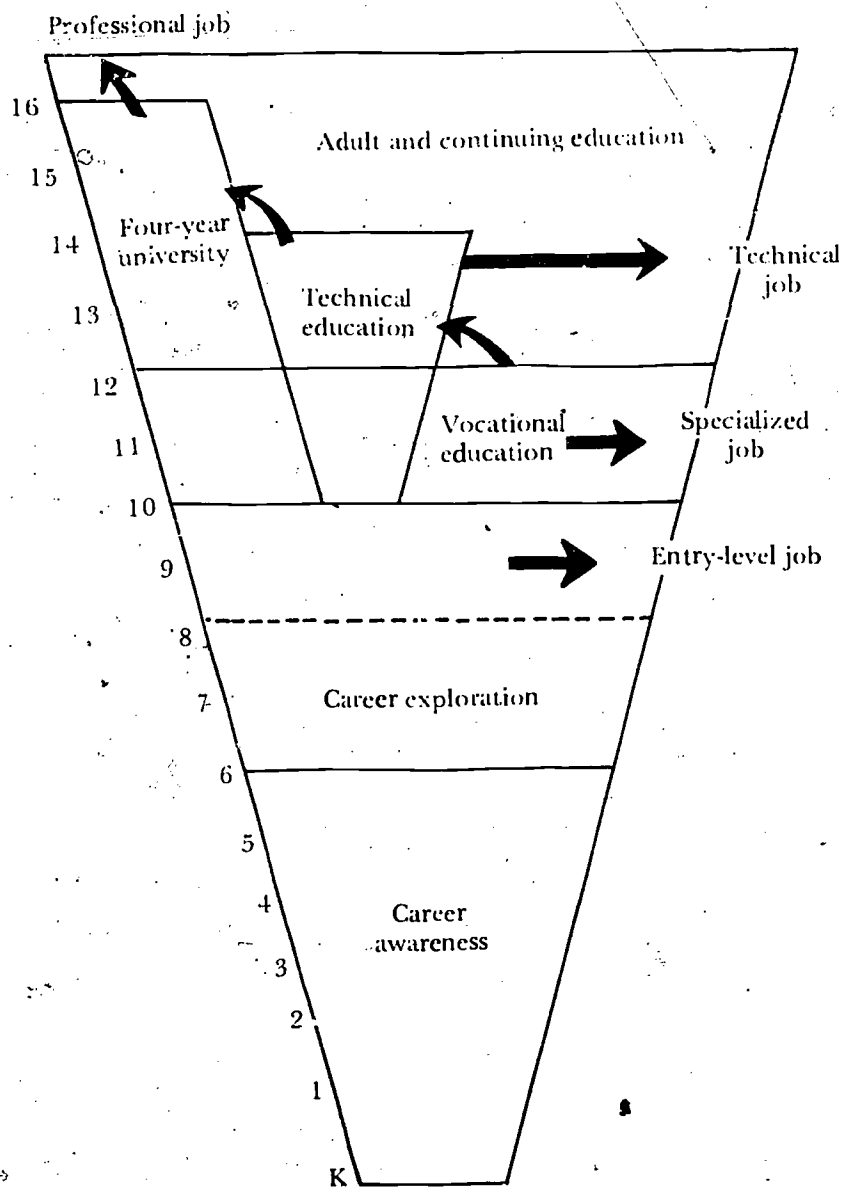 Professional job
16
Adult and continuing education
15
Four-year
university
14
Technical
job
Technical
education
13
12
Vocational
education
Specialized
job
11
10
Entry-level job
9
8
Career exploration
7
6
5
Career
awareness
4
3
2
1
K